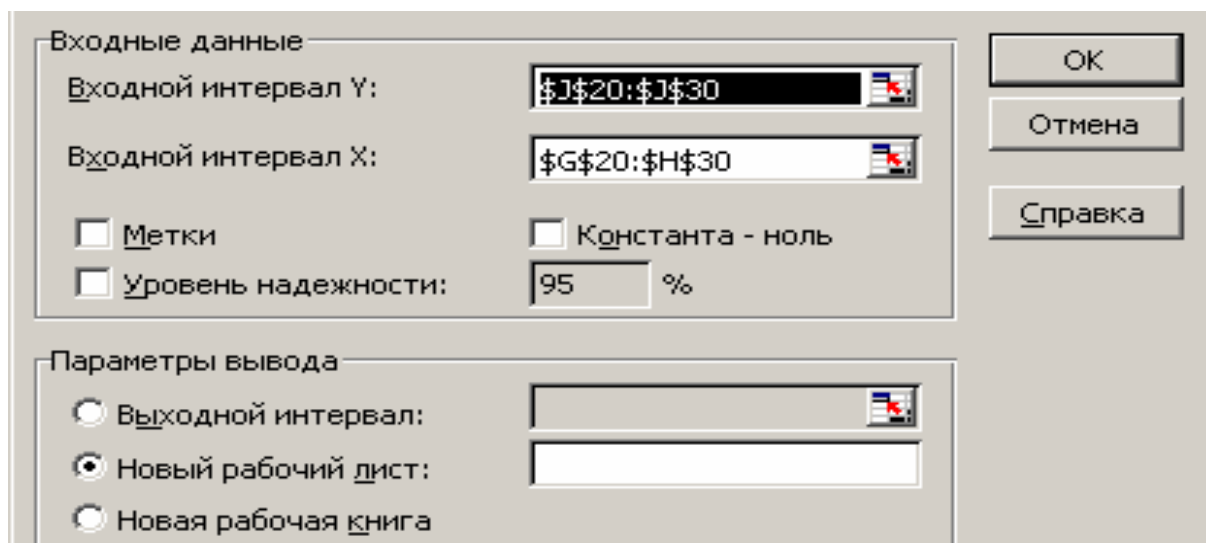 Входные данные
Входной интервал Y: $J$20:$J$30
Входной интервал X: $G$20:$H$30
Метки Константа - ноль
Уровень надежности: 95 %
OK
Отмена
Справка
Параметры вывода
Выходной интервал:
Новый рабочий лист:
Новая рабочая книга